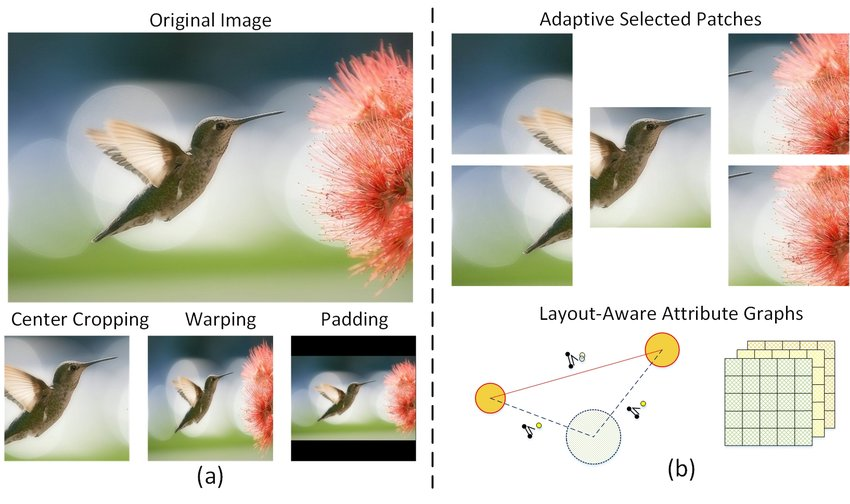 Original Image
Center Cropping
Warping
Padding
(a)
Adaptive Selected Patches
Layout-Aware Attribute Graphs
(b)